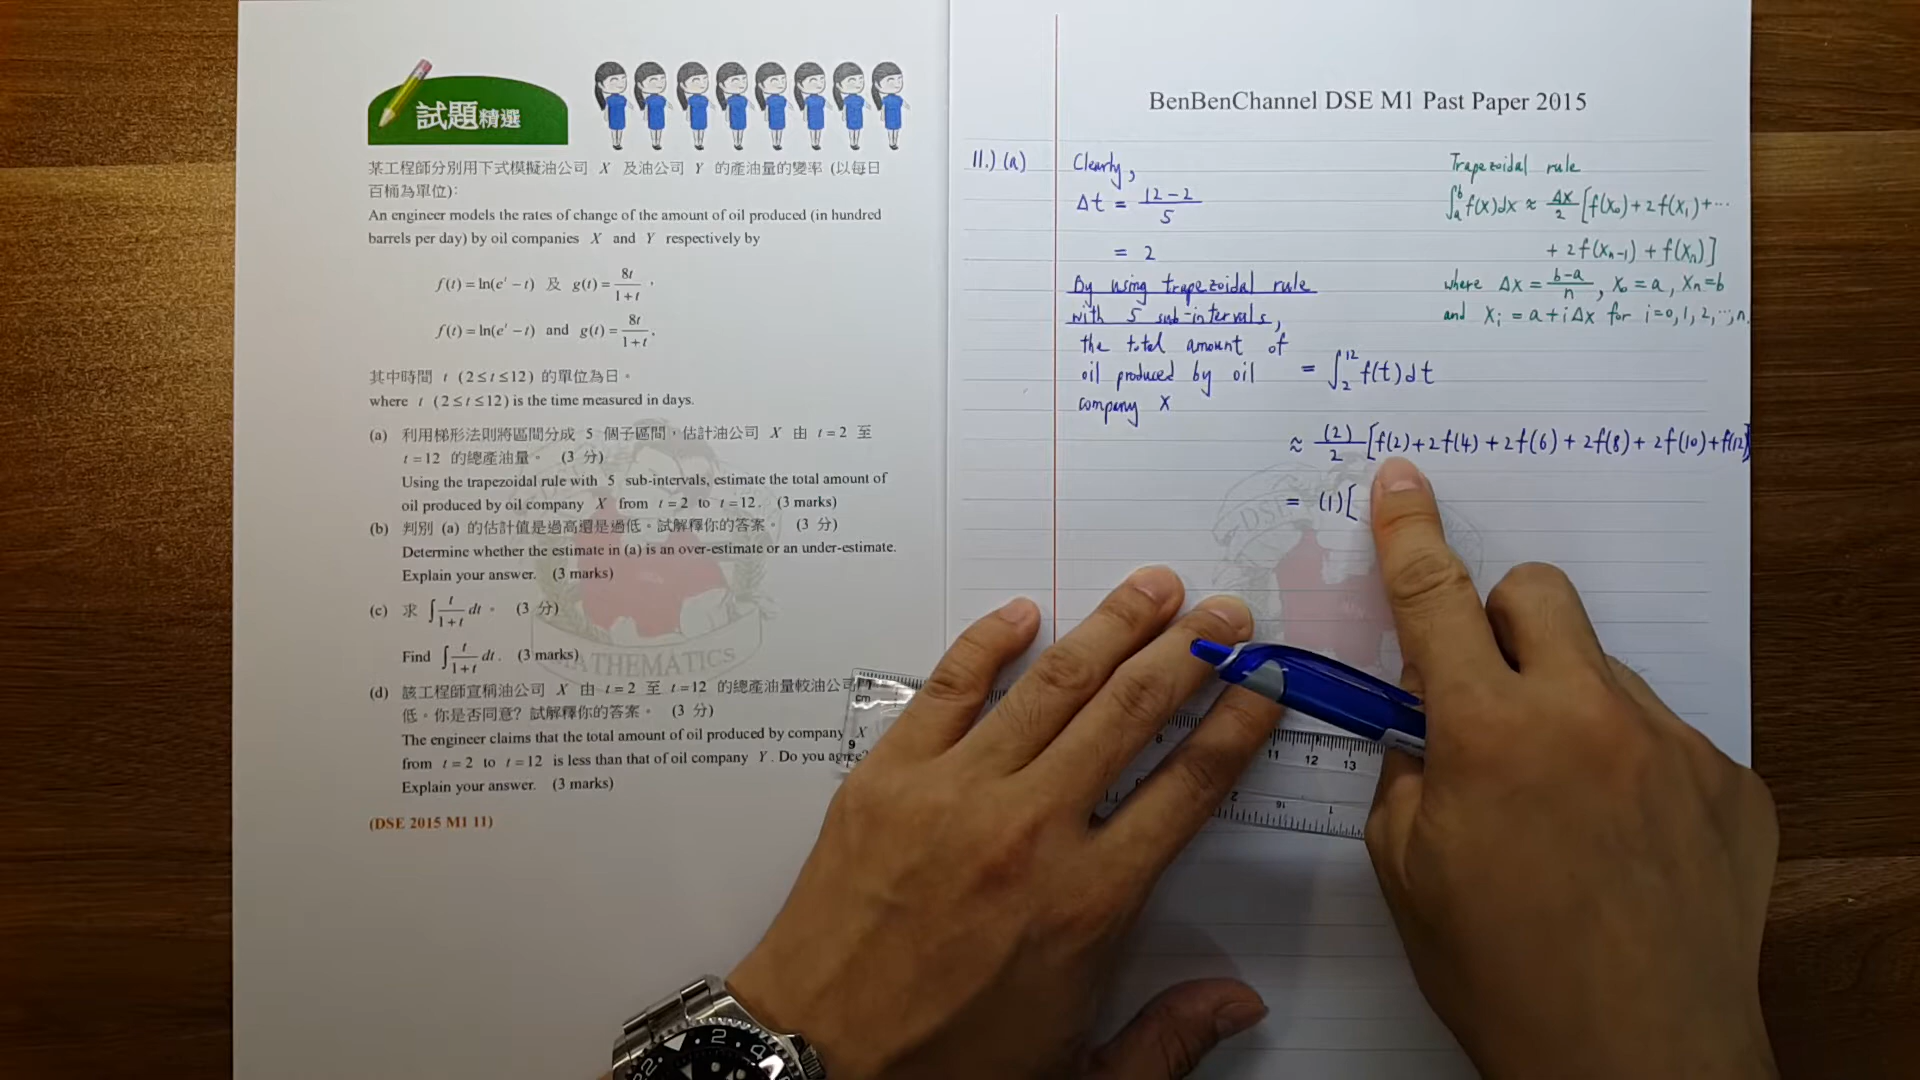 試題精選
某工程師分別用下式模擬油公司 X 及油公司 Y 的產油量的變率 (以每日
百桶為單位):
An engineer models the rates of change of the amount of oil produced (in hundred
barrels per day) by oil companies X and Y respectively by
f(t) = ln(e^t − t) 及 g(t) = 8t/(1+t) ,
f(t) = ln(e^t − t) and g(t) = 8t/(1+t) ,
其中時間 t (2 ≤ t ≤ 12) 的單位為日。
where t (2 ≤ t ≤ 12) is the time measured in days.
(a) 利用梯形法則將區間分成 5 個子區間,估計油公司 X 由 t = 2 至
t = 12 的總產油量。 (3 分)
Using the trapezoidal rule with 5 sub-intervals, estimate the total amount of
oil produced by oil company X from t = 2 to t = 12. (3 marks)
(b) 判別 (a) 的估計值是過高還是過低。試解釋你的答案。 (3 分)
Determine whether the estimate in (a) is an over-estimate or an under-estimate.
Explain your answer. (3 marks)
(c) 求 ∫ t/(1+t) dt 。 (3 分)
Find ∫ t/(1+t) dt . (3 marks)
(d) 該工程師宣稱油公司 X 由 t = 2 至 t = 12 的總產油量較油公司
低。你是否同意? 試解釋你的答案。 (3 分)
The engineer claims that the total amount of oil produced by company X
from t = 2 to t = 12 is less than that of oil company Y. Do you agree?
Explain your answer. (3 marks)
(DSE 2015 M1 11)
MATHEMATICS
BenBenChannel DSE M1 Past Paper 2015
11.) (a) Clearly,
Δt = (12 − 2)/5
= 2
By using trapezoidal rule
with 5 sub-intervals,
the total amount of
oil produced by oil
company X
= ∫₂¹² f(t)dt
≈ (2)/2 [f(2)+2f(4)+2f(6)+2f(8)+2f(10)+f(12)]
= (1)[
Trapezoidal rule
∫ₐᵇ f(x)dx ≈ Δx/2 [f(x₀)+2f(x₁)+⋯
+ 2f(xₙ₋₁) + f(xₙ)]
where Δx = (b−a)/n , x₀ = a , xₙ = b
and xᵢ = a + iΔx for i=0,1,2,⋯,n.
DSE
cm
9
8
11 12 13